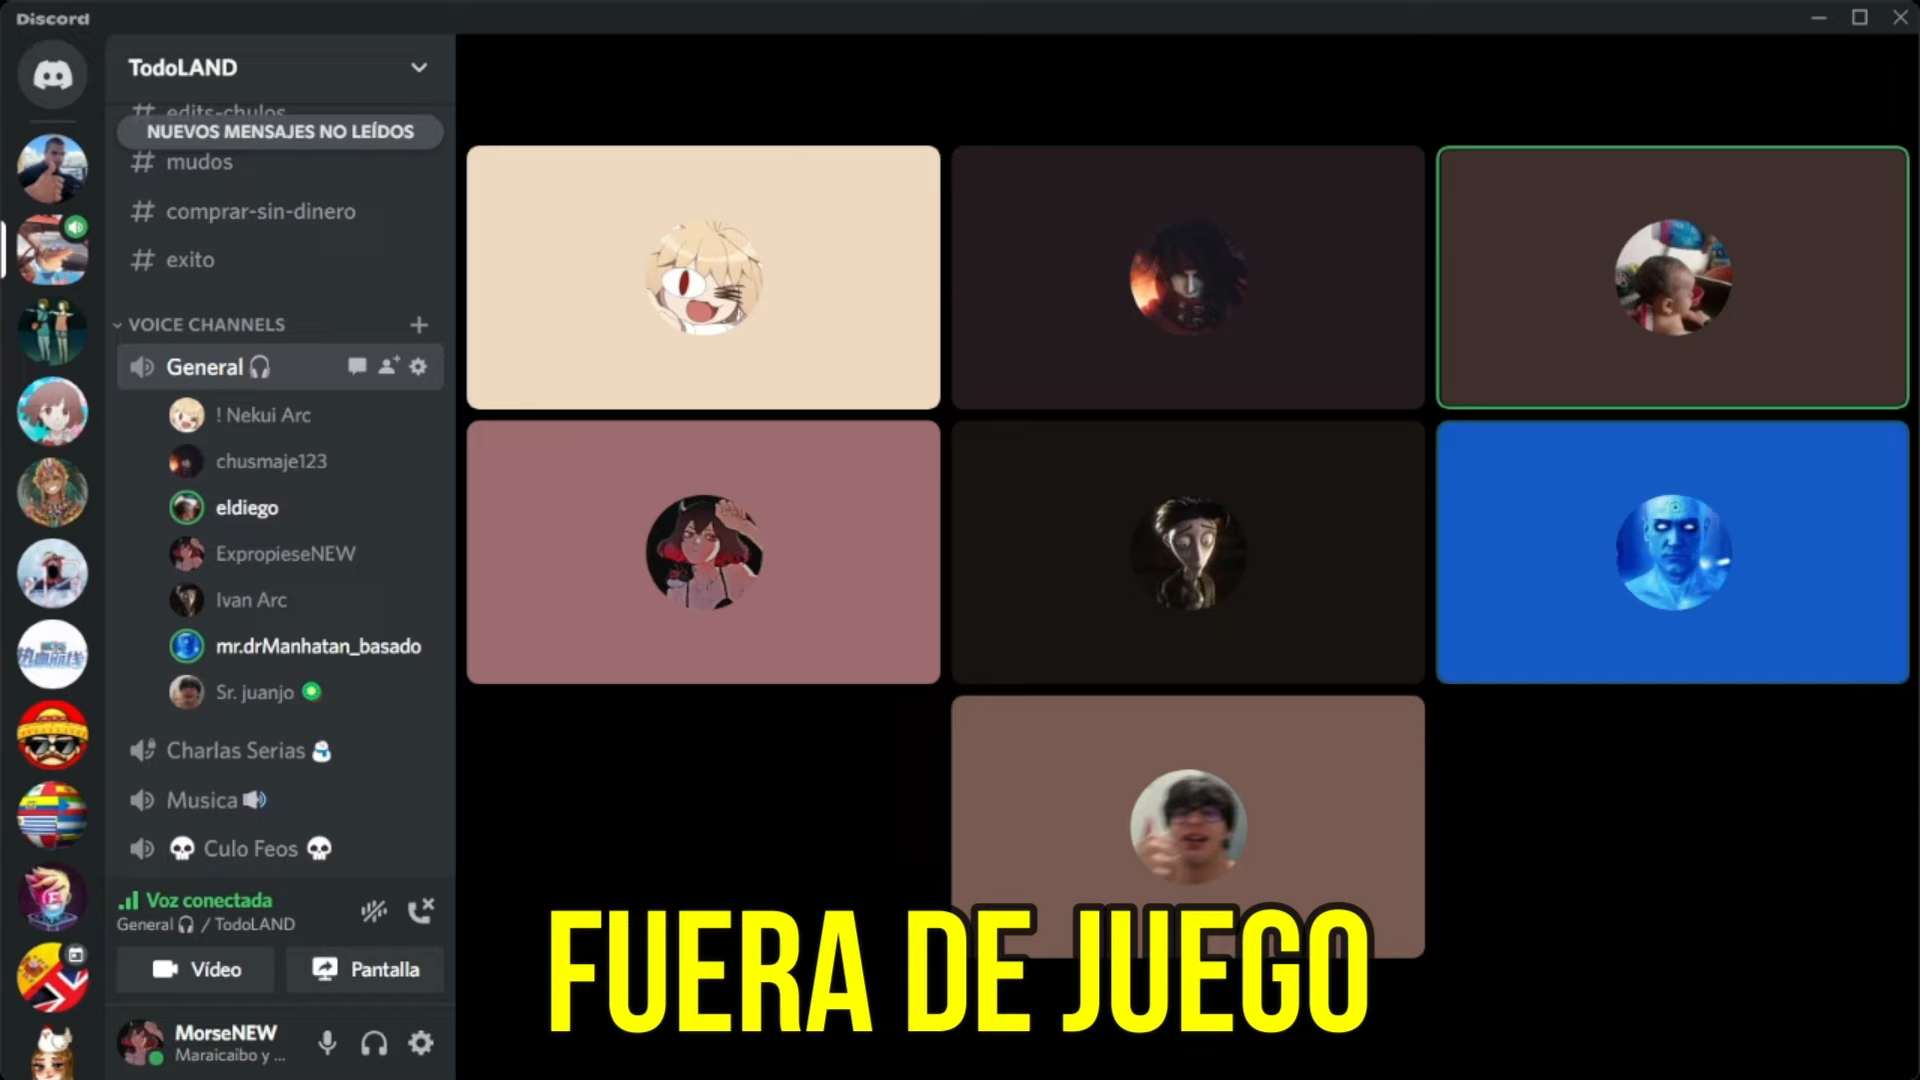 Discord
TodoLAND
# edits-chulos
NUEVOS MENSAJES NO LEÍDOS
# mudos
# comprar-sin-dinero
# exito
VOICE CHANNELS
General
! Nekui Arc
chusmaje123
eldiego
ExpropieseNEW
Ivan Arc
mr.drManhatan_basado
Sr. juanjo
Charlas Serias
Musica
Culo Feos
Voz conectada
General / TodoLAND
Vídeo
Pantalla
MorseNEW
Maraicaibo y ...
FUERA DE JUEGO